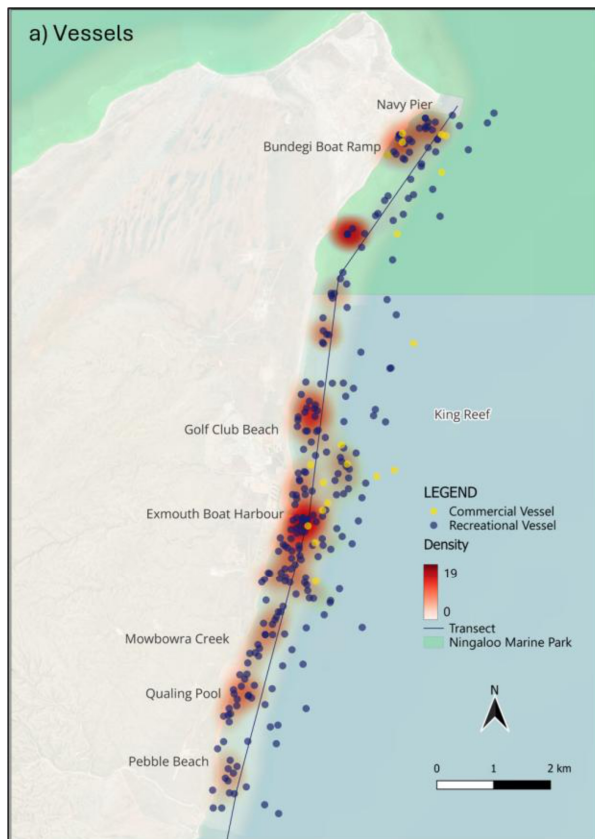 a) Vessels
Navy Pier
Bundegi Boat Ramp
Golf Club Beach
King Reef
Exmouth Boat Harbour
LEGEND
Commercial Vessel
Recreational Vessel
Density
19
0
Transect
Ningaloo Marine Park
Mowbowra Creek
Qualing Pool
Pebble Beach
N
0 1 2 km